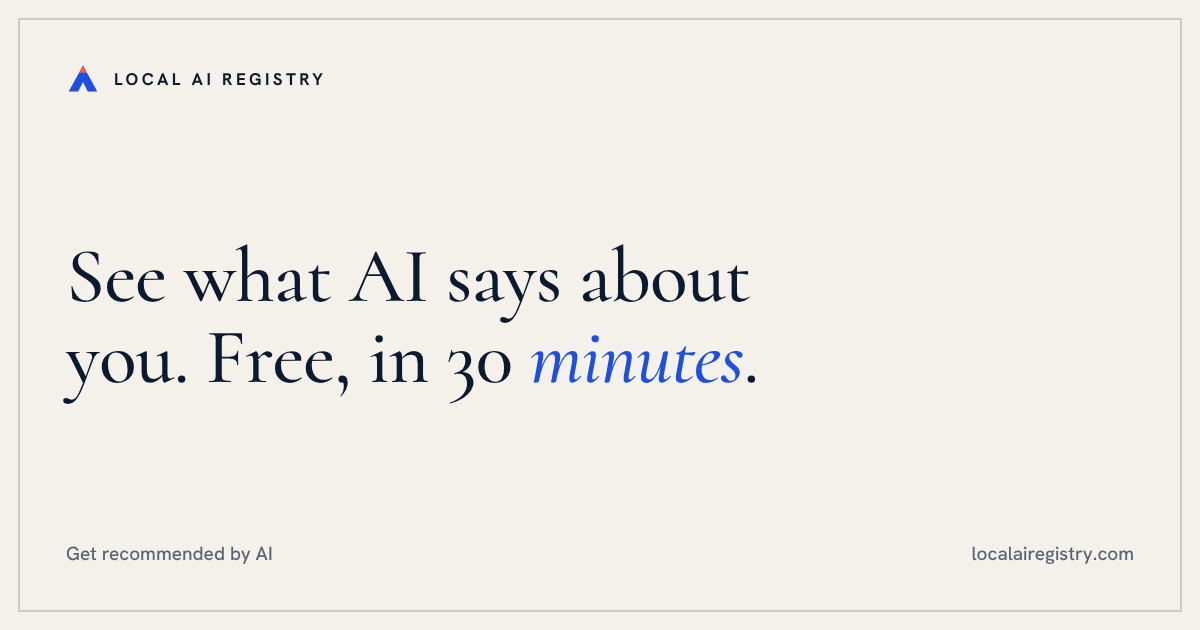 LOCAL AI REGISTRY
See what AI says about
you. Free, in 30 minutes.
Get recommended by AI
localairegistry.com